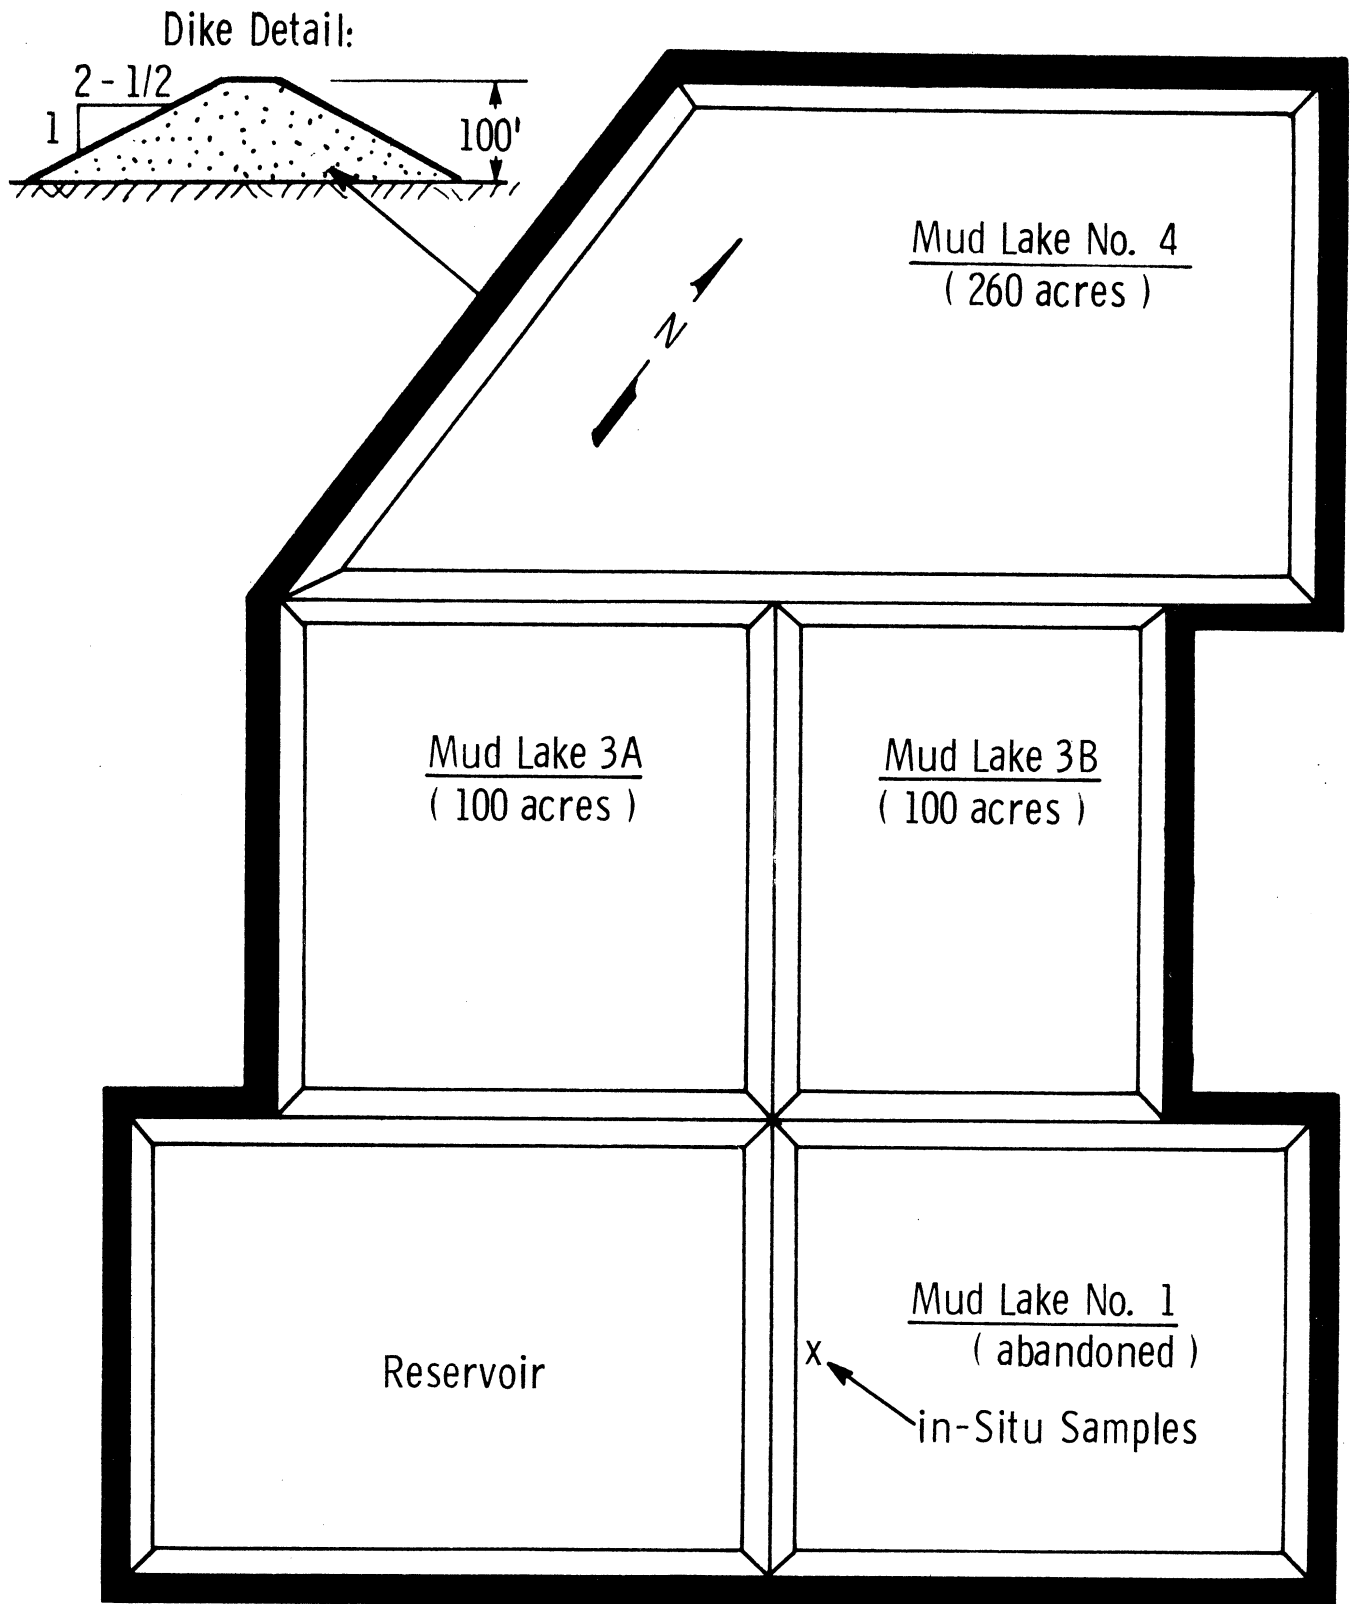 Dike Detail:
2 - 1/2
1
100'
Mud Lake No. 4
( 260 acres )
N
Mud Lake 3A
( 100 acres )
Mud Lake 3B
( 100 acres )
Mud Lake No. 1
( abandoned )
X
in-Situ Samples
Reservoir